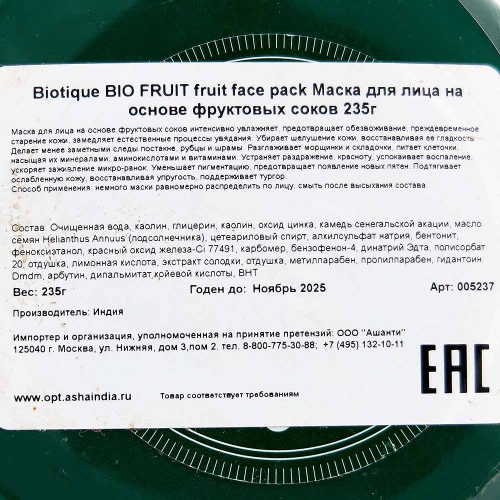 Biotique BIO FRUIT fruit face pack Маска для лица на
основе фруктовых соков 235г
Маска для лица на основе фруктовых соков интенсивно увлажняет, предотвращает обезвоживание, преждевременное
старение кожи, замедляет естественные процессы увядания. Убирает шелушение кожи, восстанавливая ее гладкость.
Делает менее заметными следы постакне, рубцы и шрамы. Разглаживает морщинки и складочки, питает клеточки,
насыщая их минералами, аминокислотами и витаминами. Устраняет раздражение, красноту, успокаивает воспаление,
ускоряет заживление микро-ранок. Уменьшает пигментацию, предотвращает появление новых пятен. Подтягивает
ослабленную кожу, восстанавливая упругость, поддерживает тургор.
Способ применения: немного маски равномерно распределить по лицу, смыть после высыхания состава
Состав: Очищенная вода, каолин, глицерин, каолин, оксид цинка, камедь сенегальской акации, масло
семян Helianthus Annuus (подсолнечника), цетеариловый спирт, алкилсульфат натрия, бентонит,
феноксиэтанол, красный оксид железа-Ci 77491, карбомер, бензофенон-4, динатрий Эдта, полисорбат
20, отдушка, лимонная кислота, экстракт солодки, отдушка, метилпарабен, пропилпарабен, гидантоин
Dmdm, арбутин, дипальмитат койевой кислоты, BHT
Вес: 235г Годен до: Ноябрь 2025 Арт: 005237
Производитель: Индия
Импортер и организация, уполномоченная на принятие претензий: ООО "Ашанти"
125040 г. Москва, ул. Нижняя, дом 3,пом 2. тел. 8-800-775-30-88; +7 (495) 132-10-11
EAC
www.opt.ashaindia.ru Товар соответствует требованиям